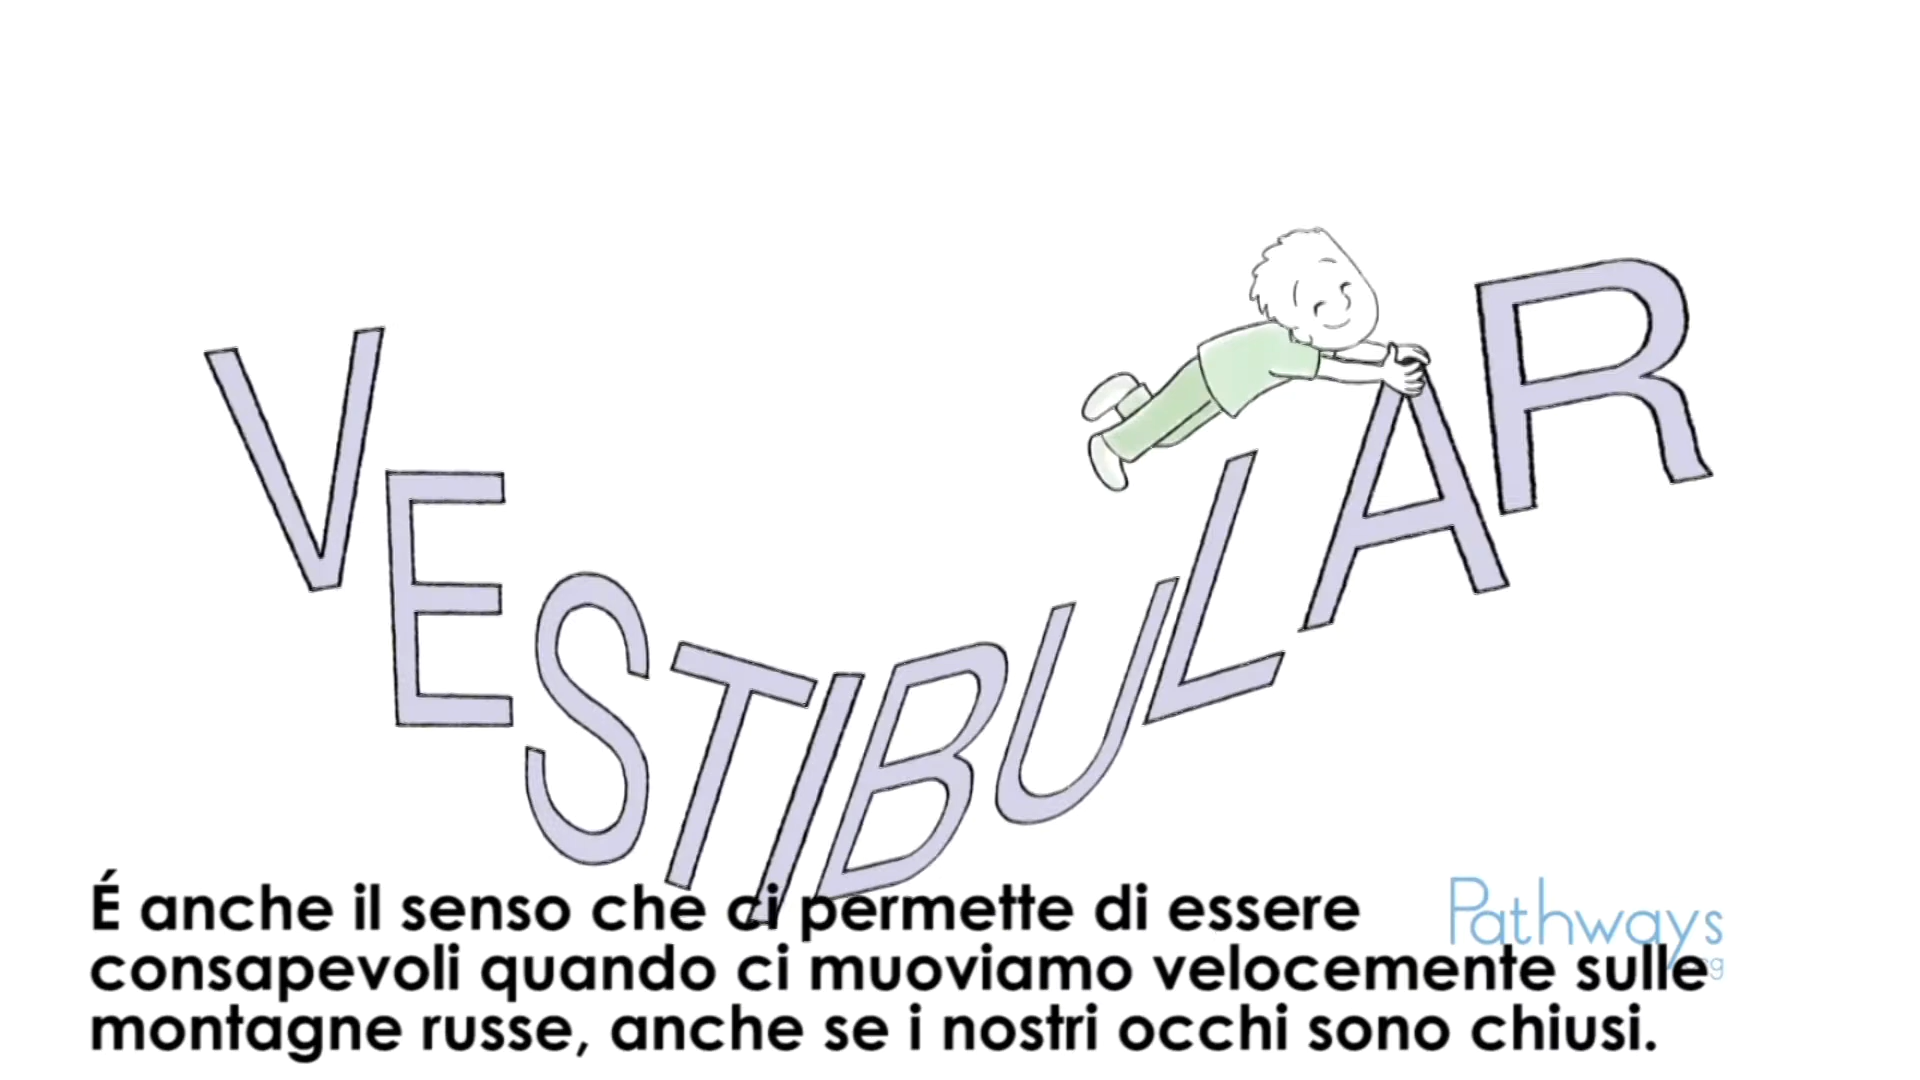 VESTIBULAR
É anche il senso che ci permette di essere
consapevoli quando ci muoviamo velocemente sulle
montagne russe, anche se i nostri occhi sono chiusi.
Pathways